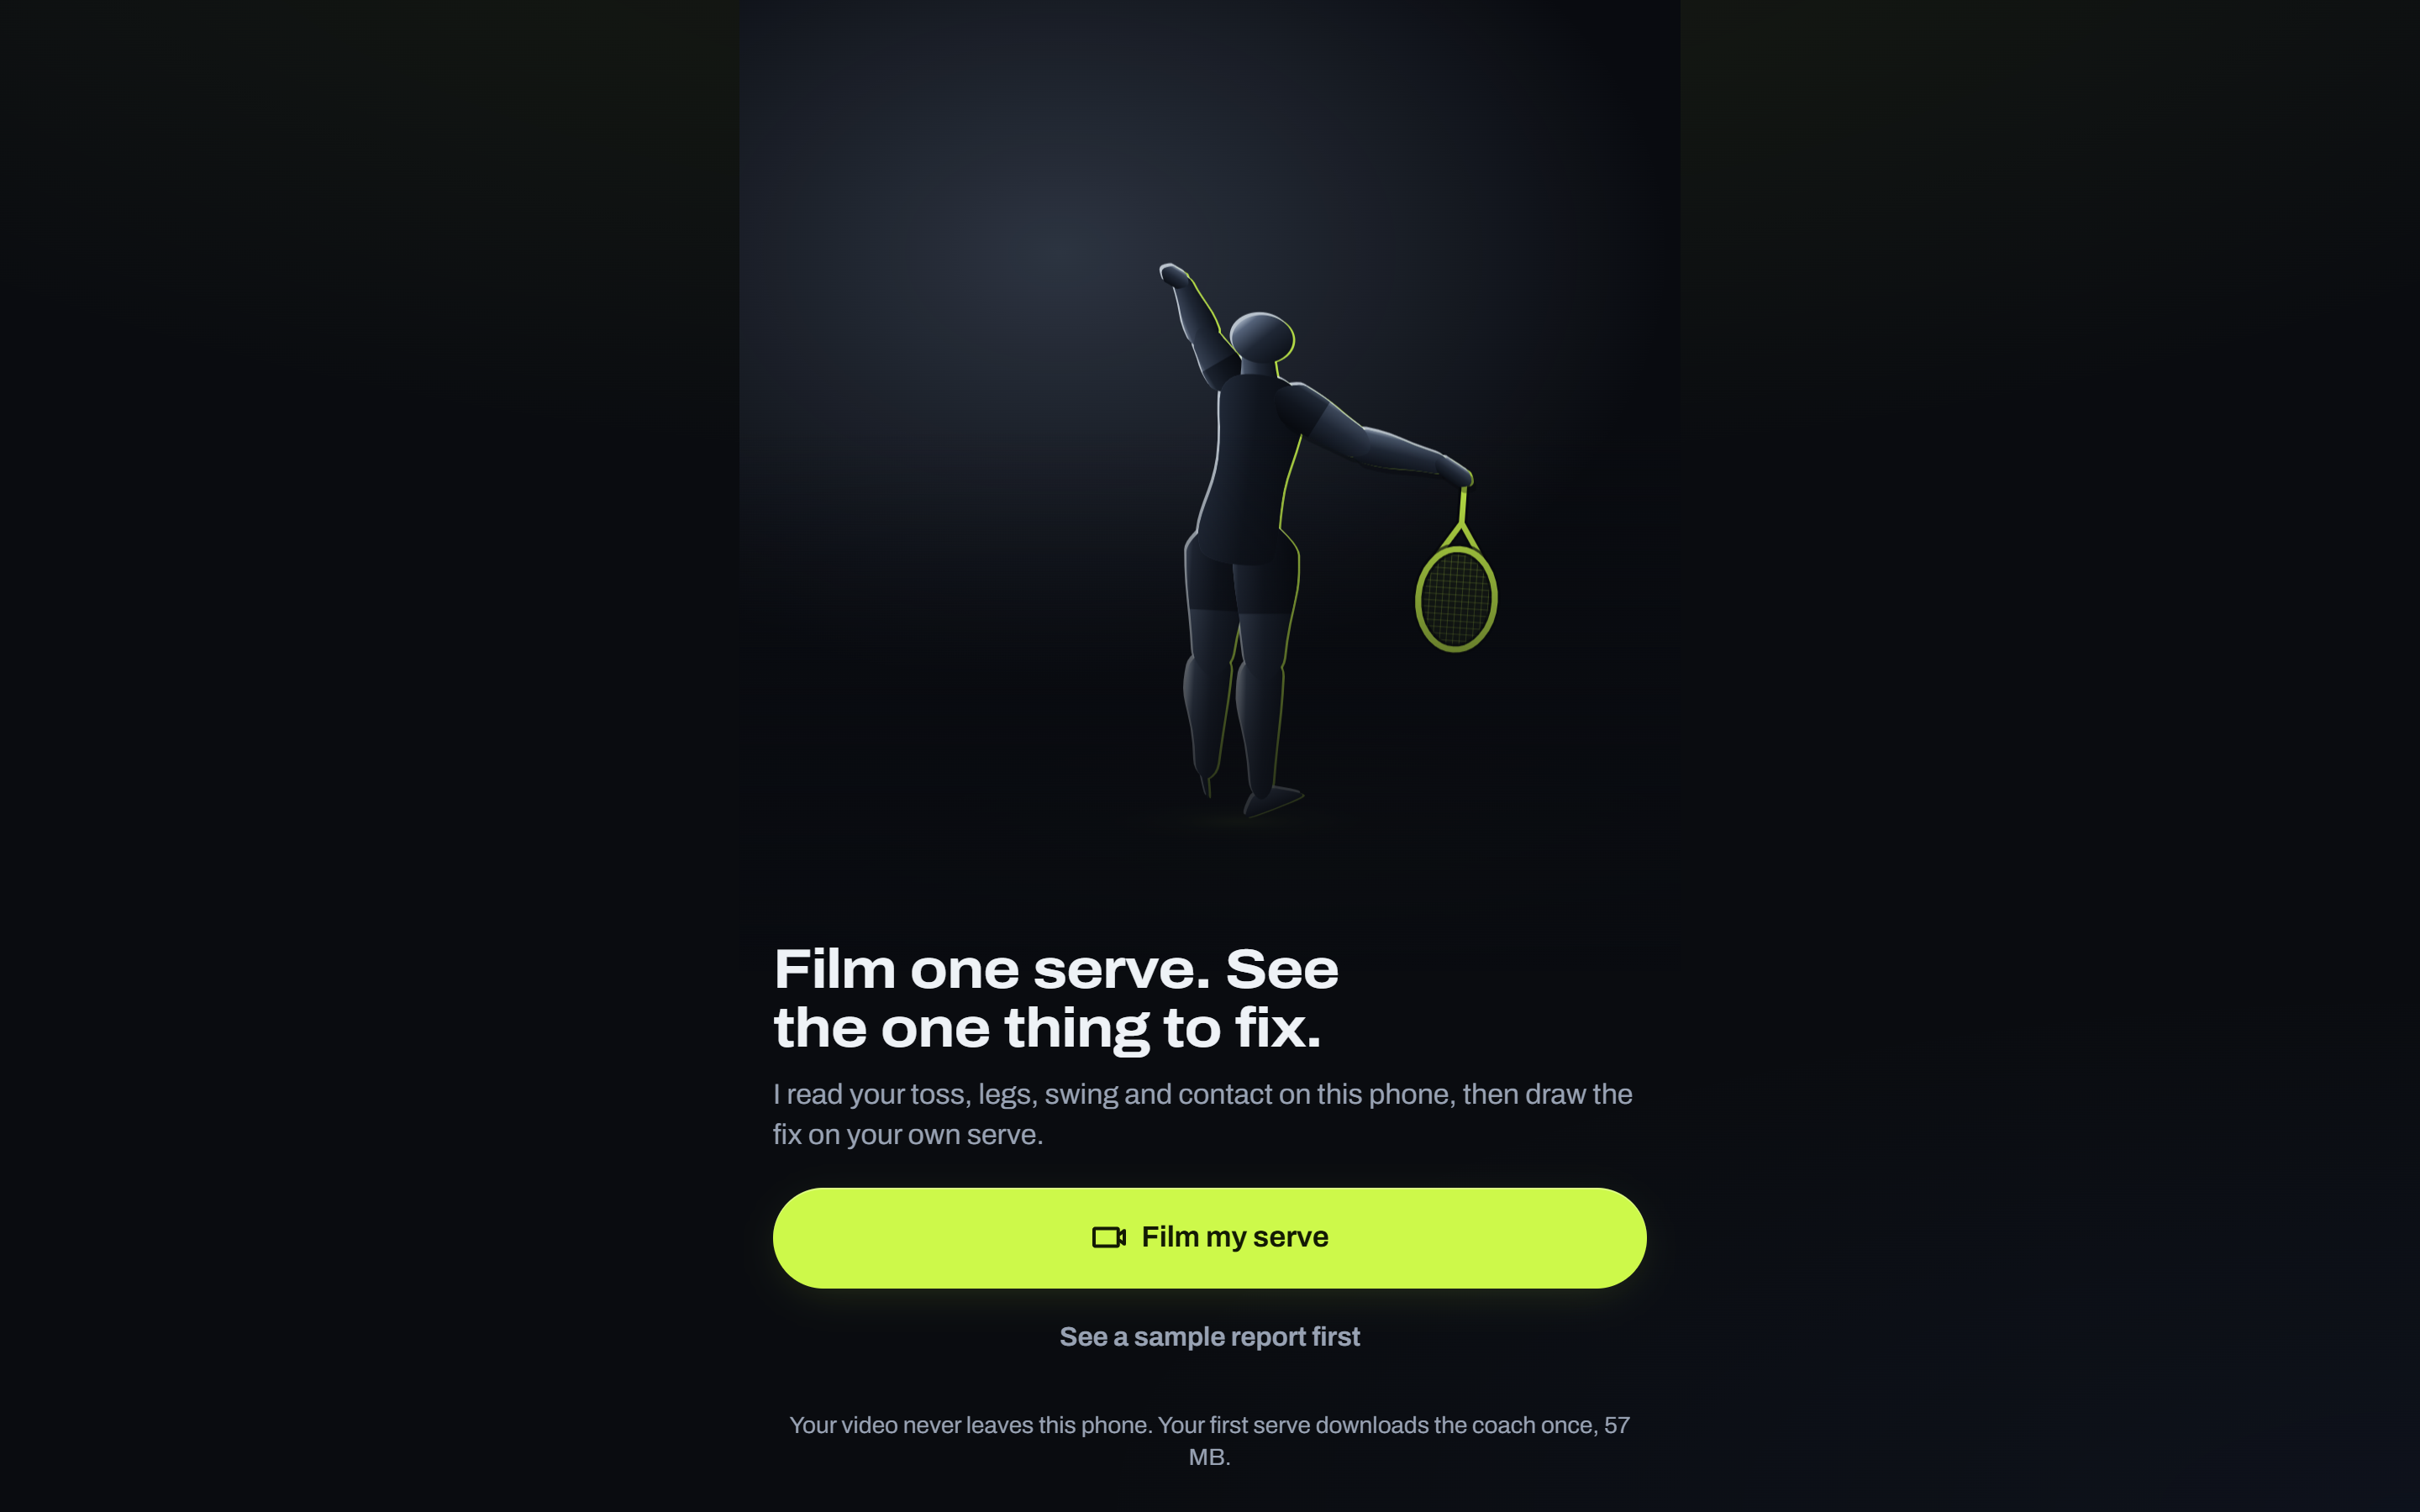 Film one serve. See
the one thing to fix.
I read your toss, legs, swing and contact on this phone, then draw the
fix on your own serve.
Film my serve
See a sample report first
Your video never leaves this phone. Your first serve downloads the coach once, 57
MB.